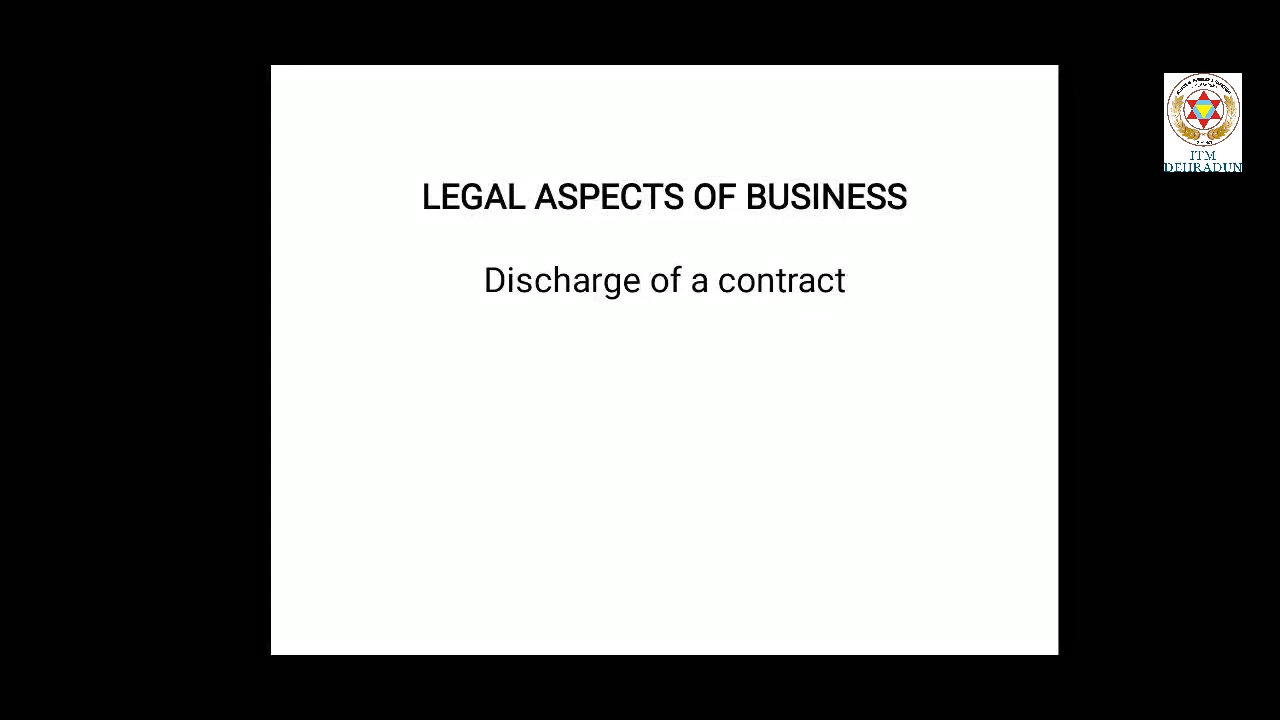 LEGAL ASPECTS OF BUSINESS
Discharge of a contract
ITM
DEHRADUN